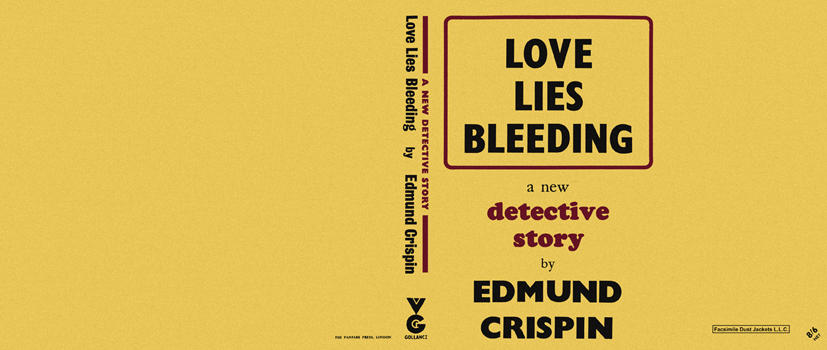 THE FANFARE PRESS, LONDON
Love Lies Bleeding by Edmund Crispin
A NEW DETECTIVE STORY
VG
GOLLANCZ
LOVE
LIES
BLEEDING
a new
detective
story
by
EDMUND
CRISPIN
Facsimile Dust Jackets L.L.C.
8/6
NET